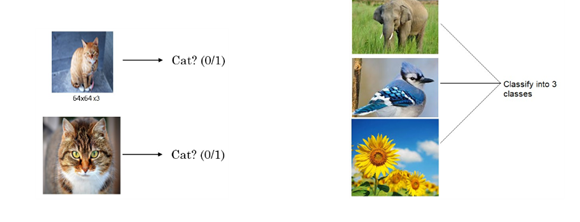 Cat? (0/1)
64x64x3
Cat? (0/1)
Classify into 3
classes